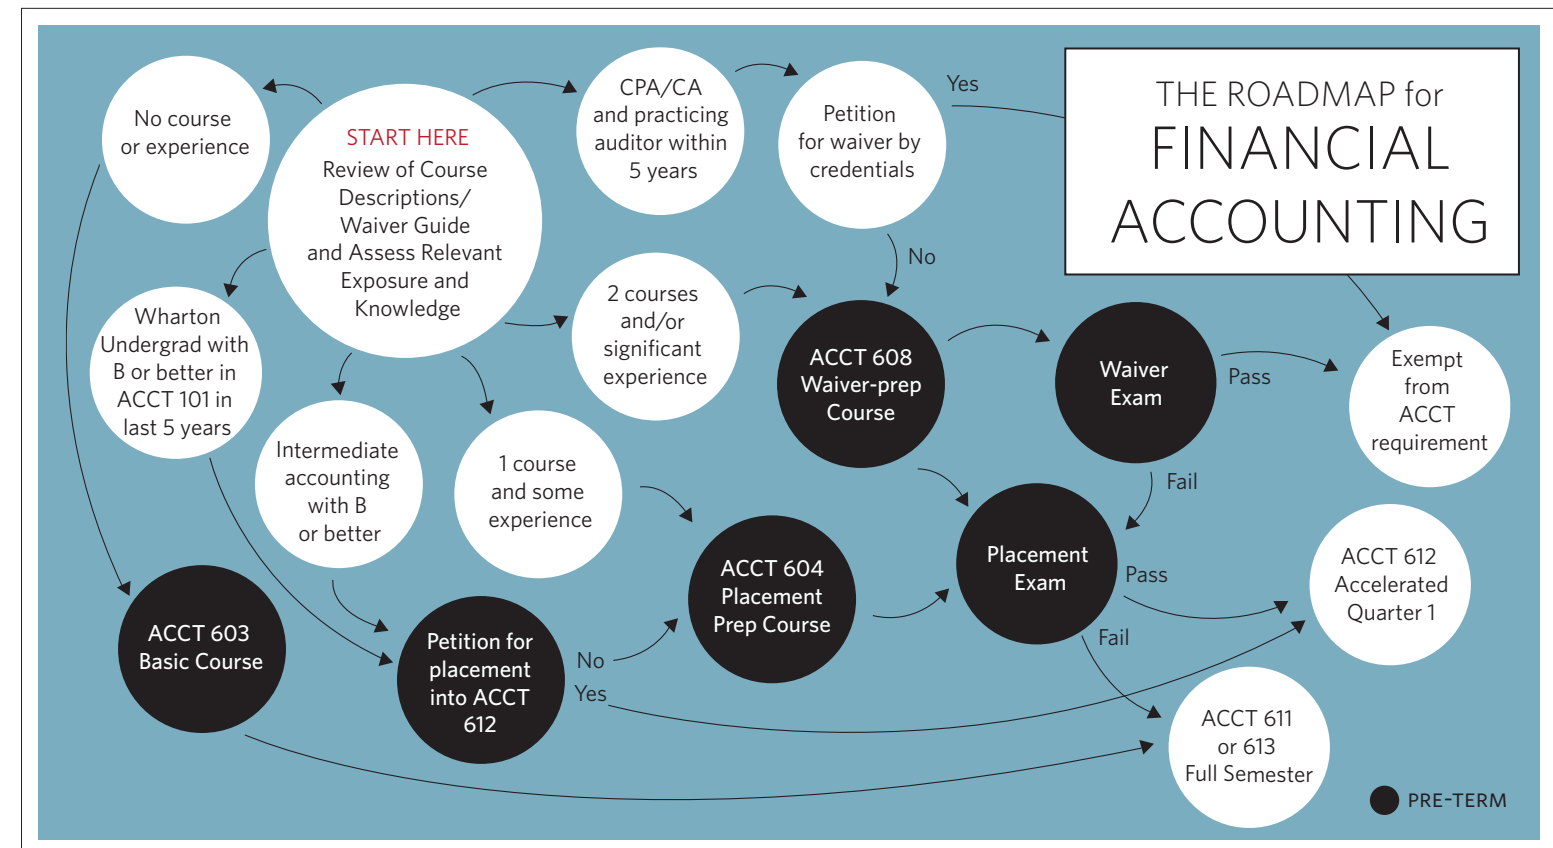 THE ROADMAP for
FINANCIAL
ACCOUNTING
START HERE
Review of Course
Descriptions/
Waiver Guide
and Assess Relevant
Exposure and
Knowledge
No course
or experience
CPA/CA
and practicing
auditor within
5 years
Petition
for waiver by
credentials
Yes
No
Wharton
Undergrad with
B or better in
ACCT 101 in
last 5 years
2 courses
and/or
significant
experience
ACCT 608
Waiver-prep
Course
Waiver
Exam
Pass
Exempt
from
ACCT
requirement
Intermediate
accounting
with B
or better
1 course
and some
experience
Fail
ACCT 604
Placement
Prep Course
Placement
Exam
Pass
ACCT 612
Accelerated
Quarter 1
ACCT 603
Basic Course
Petition for
placement
into ACCT
612
No
Yes
Fail
ACCT 611
or 613
Full Semester
PRE-TERM